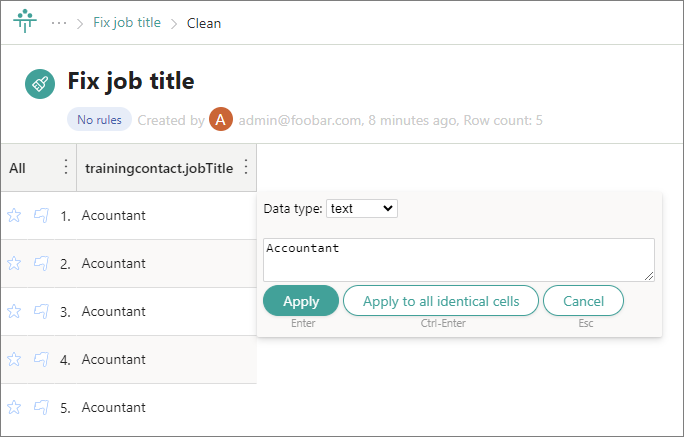 ··· > Fix job title > Clean
Fix job title
No rules Created by A admin@foobar.com, 8 minutes ago, Row count: 5
All trainingcontact.jobTitle
1. Acountant
Data type: text
2. Acountant
Accountant
3. Acountant
Apply Apply to all identical cells Cancel
Enter Ctrl-Enter Esc
4. Acountant
5. Acountant